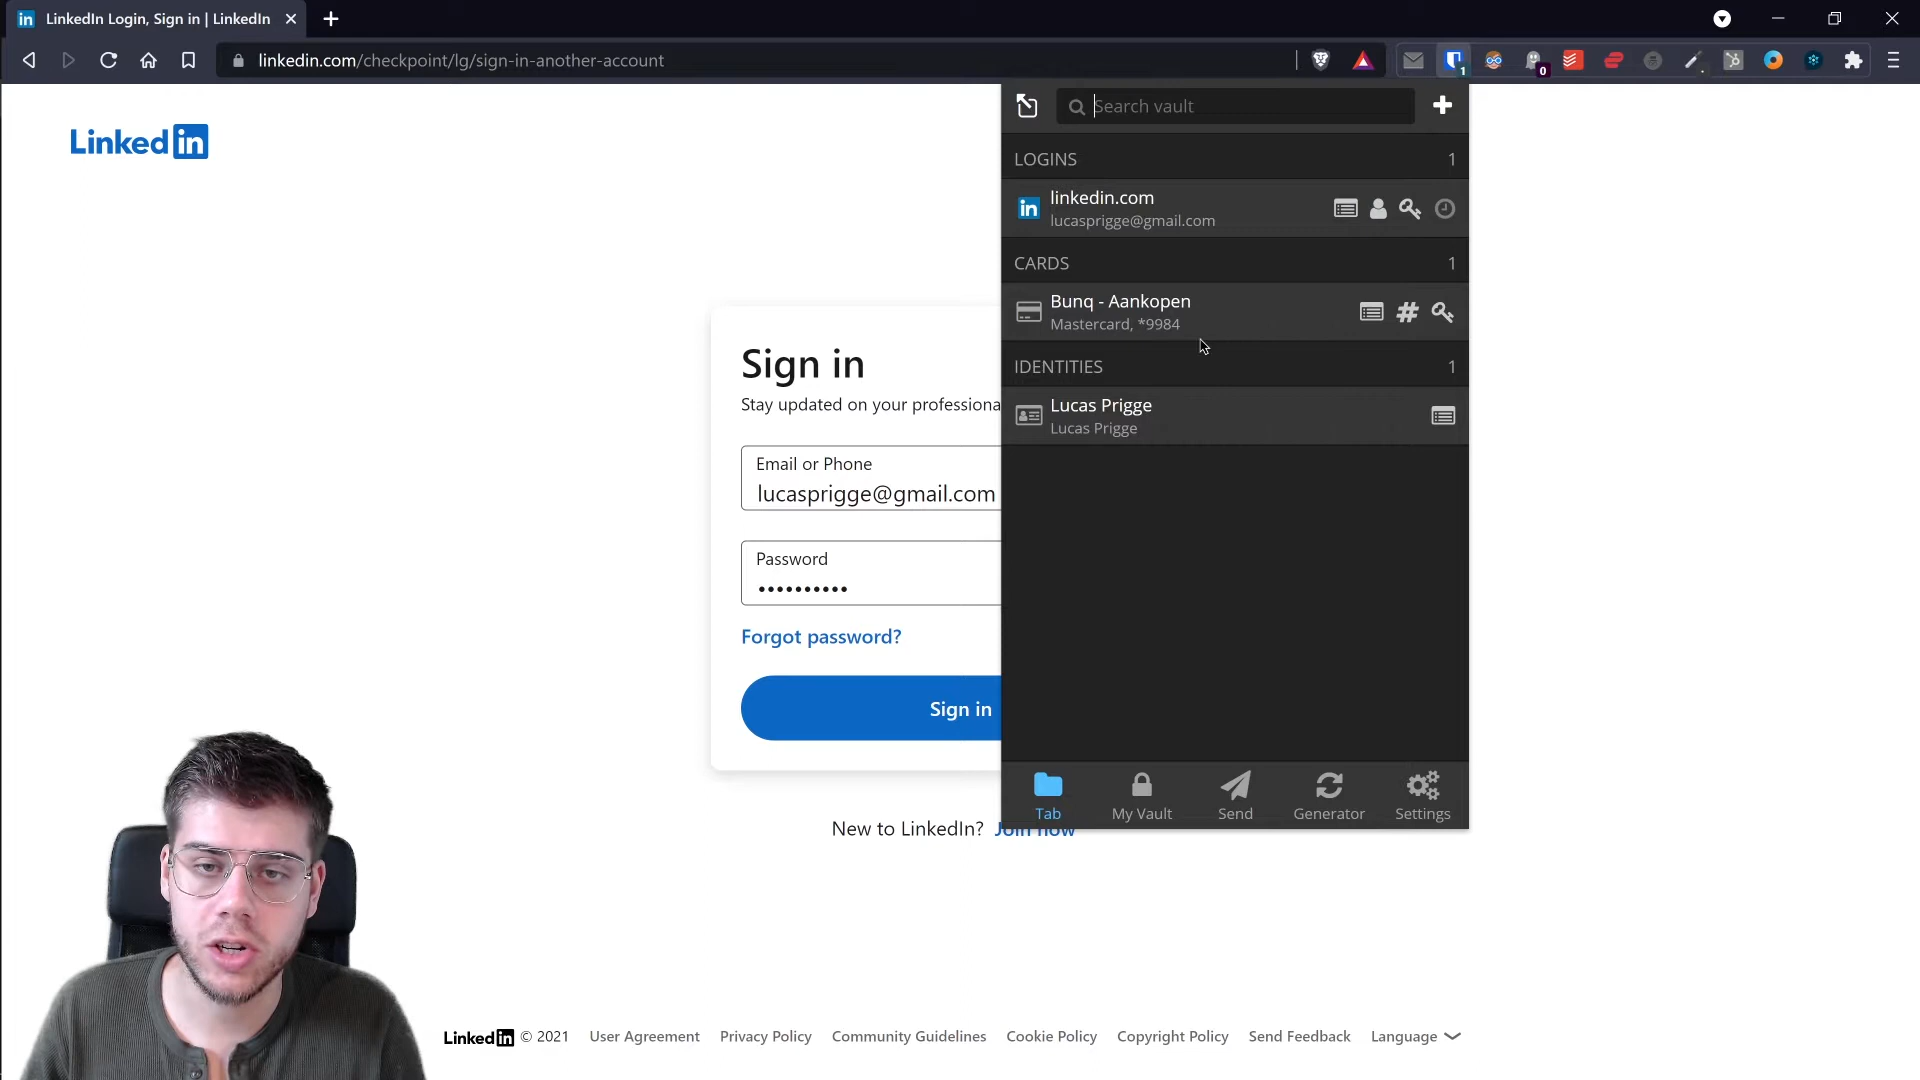 LinkedIn Login, Sign in | LinkedIn
linkedin.com/checkpoint/lg/sign-in-another-account
1
0
Linked in
Sign in
Stay updated on your professiona
Email or Phone
lucasprigge@gmail.com
Password
••••••••••
Forgot password?
Sign in
New to LinkedIn? Join now
Search vault
LOGINS 1
linkedin.com
lucasprigge@gmail.com
CARDS 1
Bunq - Aankopen
Mastercard, *9984
IDENTITIES 1
Lucas Prigge
Lucas Prigge
Tab
My Vault
Send
Generator
Settings
Linked in © 2021 User Agreement Privacy Policy Community Guidelines Cookie Policy Copyright Policy Send Feedback Language